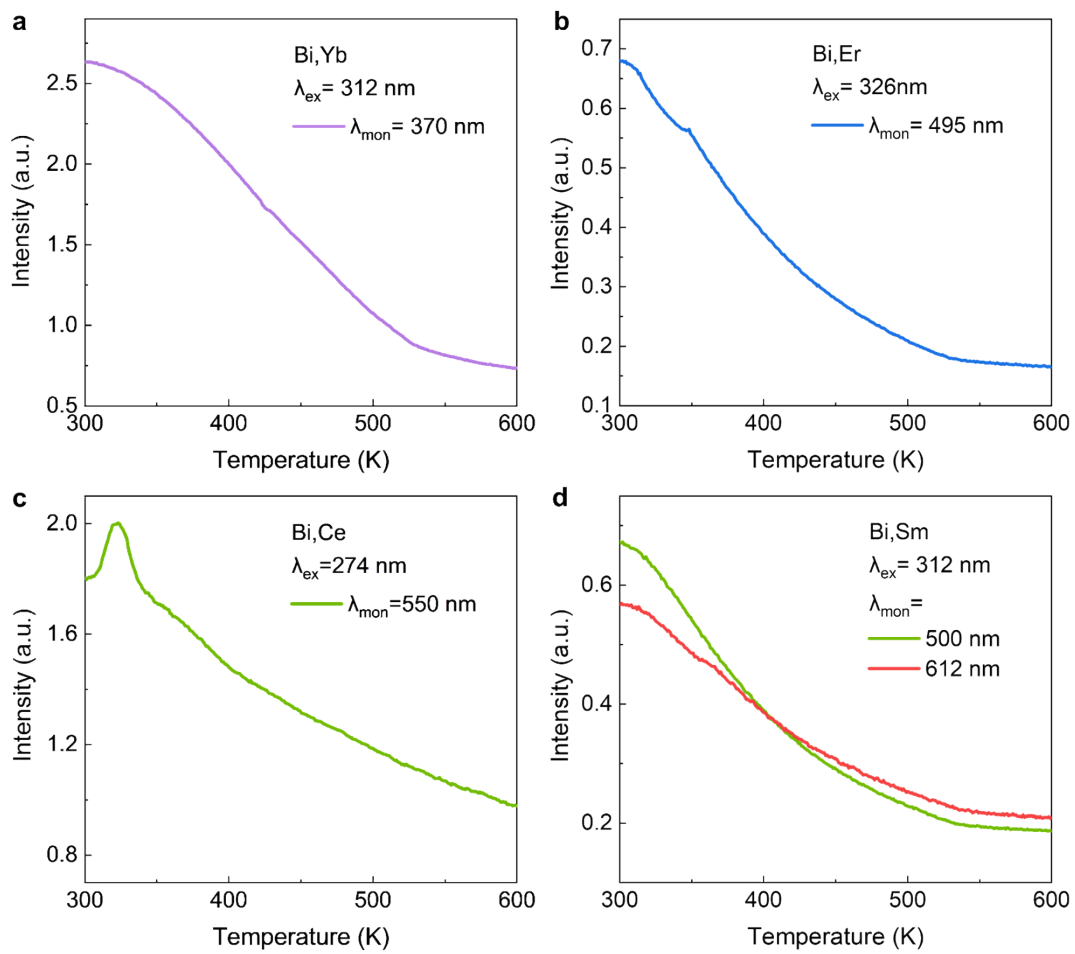 a
Bi,Yb
λex= 312 nm
λmon= 370 nm
Intensity (a.u.)
2.5
2.0
1.5
1.0
0.5
300
400
500
600
Temperature (K)
b
Bi,Er
λex= 326nm
λmon= 495 nm
Intensity (a.u.)
0.7
0.6
0.5
0.4
0.3
0.2
0.1
300
400
500
600
Temperature (K)
c
Bi,Ce
λex=274 nm
λmon=550 nm
Intensity (a.u.)
2.0
1.6
1.2
0.8
300
400
500
600
Temperature (K)
d
Bi,Sm
λex= 312 nm
λmon=
500 nm
612 nm
Intensity (a.u.)
0.6
0.4
0.2
300
400
500
600
Temperature (K)